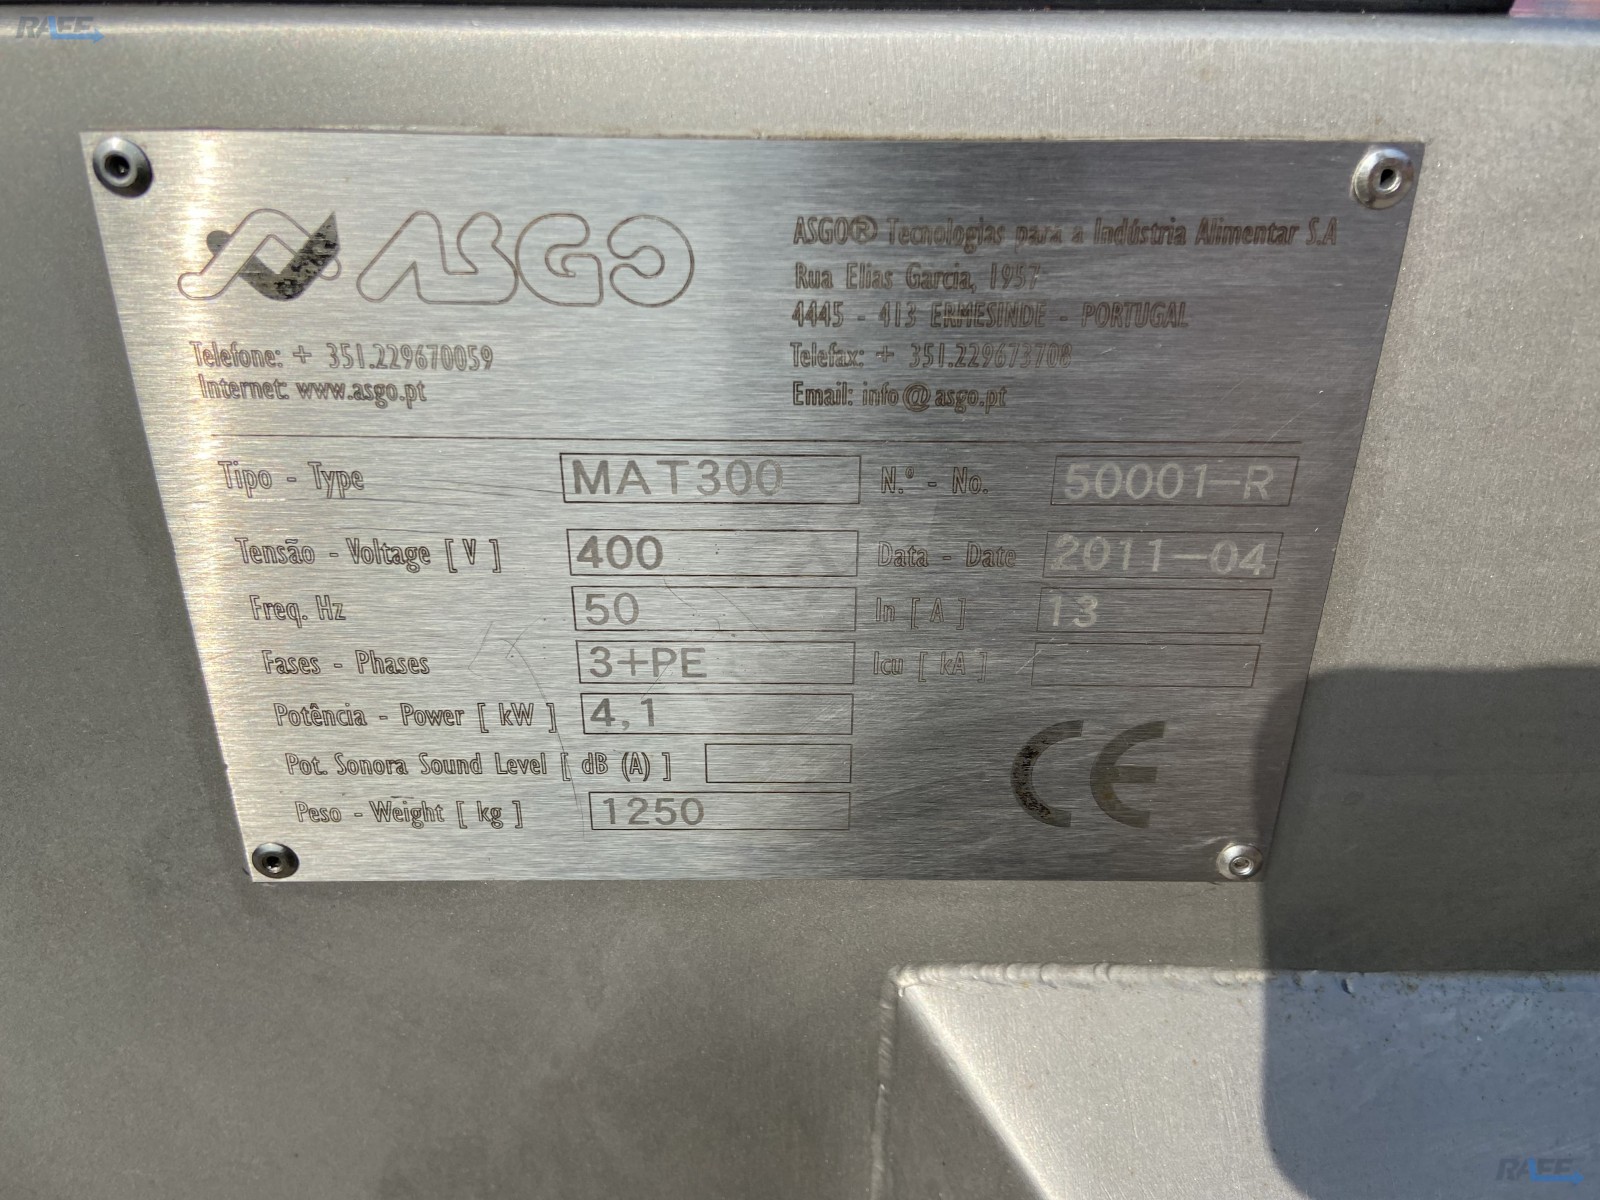 RAEE
ASGO
ASGO® Tecnologias para a Indústria Alimentar S.A
Rua Elias Garcia, 1957
4445 - 413 ERMESINDE - PORTUGAL
Telefone: + 351.229670059
Telefax: + 351.229673708
Internet: www.asgo.pt
Email: info@asgo.pt
Tipo - Type MAT300 N.º - No. 50001-R
Tensão - Voltage [ V ] 400 Data - Date 2011-04
Freq. Hz 50 In [ A ] 13
Fases - Phases 3+PE Icu [ kA ]
Potência - Power [ kW ] 4,1
Pot. Sonora Sound Level [ dB (A) ]
Peso - Weight [ kg ] 1250
CE
RAEE